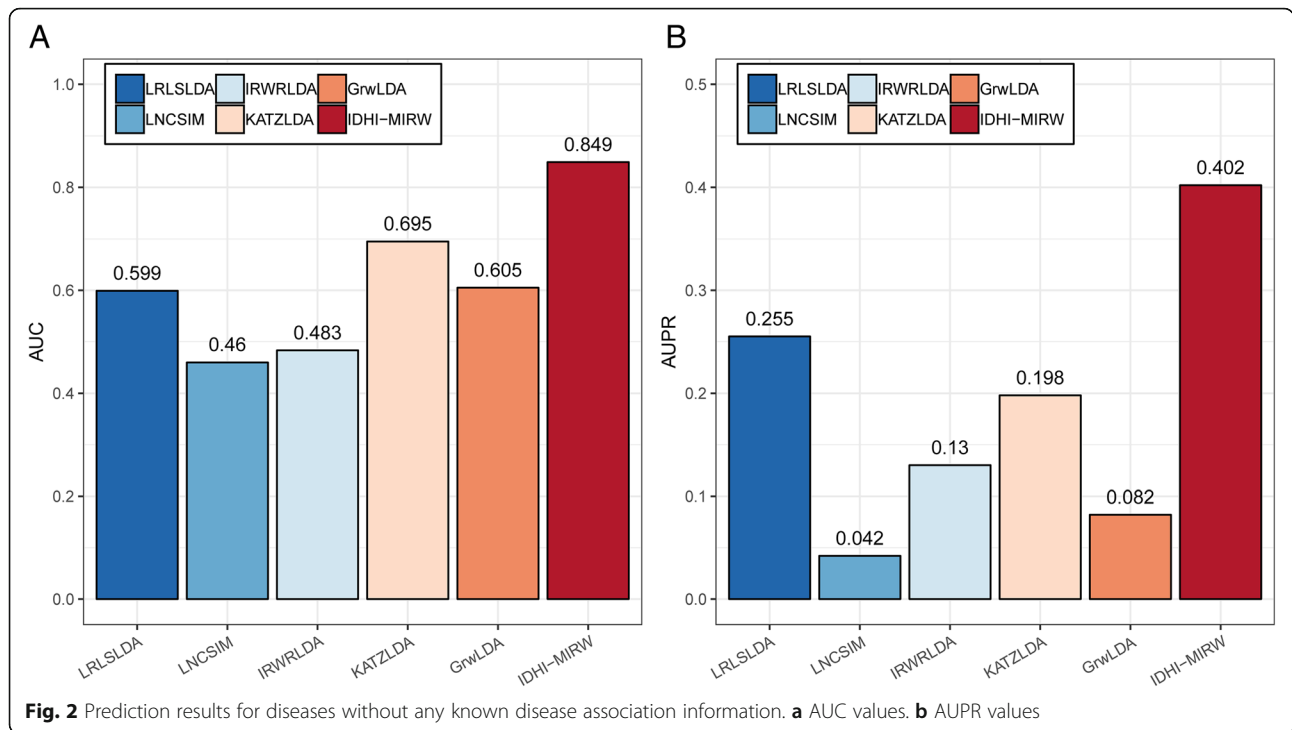 A
LRLSLDA IRWRLDA GrwLDA
LNCSIM KATZLDA IDHI−MIRW
1.0
0.8
0.6
0.4
0.2
0.0
AUC
0.599
0.46
0.483
0.695
0.605
0.849
LRLSLDA
LNCSIM
IRWRLDA
KATZLDA
GrwLDA
IDHI−MIRW
B
LRLSLDA IRWRLDA GrwLDA
LNCSIM KATZLDA IDHI−MIRW
0.5
0.4
0.3
0.2
0.1
0.0
AUPR
0.255
0.042
0.13
0.198
0.082
0.402
LRLSLDA
LNCSIM
IRWRLDA
KATZLDA
GrwLDA
IDHI−MIRW
Fig. 2 Prediction results for diseases without any known disease association information. a AUC values. b AUPR values